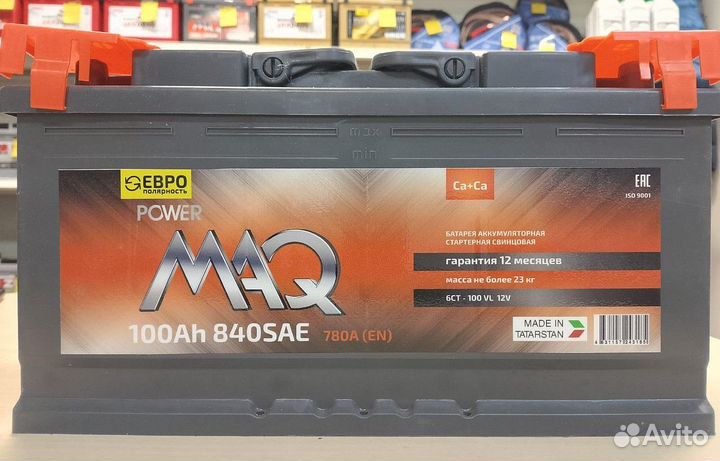 max
min
ЕВРО
полярность
POWER
MAQ
100Ah 840SAE 780A (EN)
Ca+Ca
EAC
ISO 9001
БАТАРЕЯ АККУМУЛЯТОРНАЯ
СТАРТЕРНАЯ СВИНЦОВАЯ
гарантия 12 месяцев
масса не более 23 кг
6СТ - 100 VL 12V
MADE IN
TATARSTAN
Avito